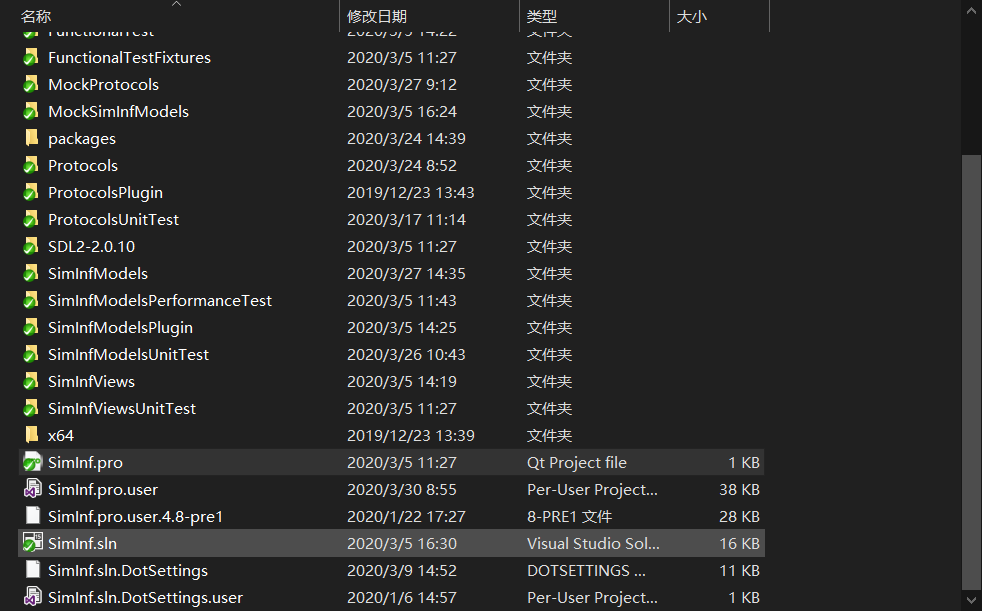 名称 修改日期 类型 大小
FunctionalTest 2020/3/5 14:22 文件夹
FunctionalTestFixtures 2020/3/5 11:27 文件夹
MockProtocols 2020/3/27 9:12 文件夹
MockSimInfModels 2020/3/5 16:24 文件夹
packages 2020/3/24 14:39 文件夹
Protocols 2020/3/24 8:52 文件夹
ProtocolsPlugin 2019/12/23 13:43 文件夹
ProtocolsUnitTest 2020/3/17 11:14 文件夹
SDL2-2.0.10 2020/3/5 11:27 文件夹
SimInfModels 2020/3/27 14:35 文件夹
SimInfModelsPerformanceTest 2020/3/5 11:43 文件夹
SimInfModelsPlugin 2020/3/5 14:25 文件夹
SimInfModelsUnitTest 2020/3/26 10:43 文件夹
SimInfViews 2020/3/5 14:19 文件夹
SimInfViewsUnitTest 2020/3/5 11:27 文件夹
x64 2019/12/23 13:39 文件夹
SimInf.pro 2020/3/5 11:27 Qt Project file 1 KB
SimInf.pro.user 2020/3/30 8:55 Per-User Project... 38 KB
SimInf.pro.user.4.8-pre1 2020/1/22 17:27 8-PRE1 文件 28 KB
SimInf.sln 2020/3/5 16:30 Visual Studio Sol... 16 KB
SimInf.sln.DotSettings 2020/3/9 14:52 DOTSETTINGS ... 11 KB
SimInf.sln.DotSettings.user 2020/1/6 14:57 Per-User Project... 1 KB